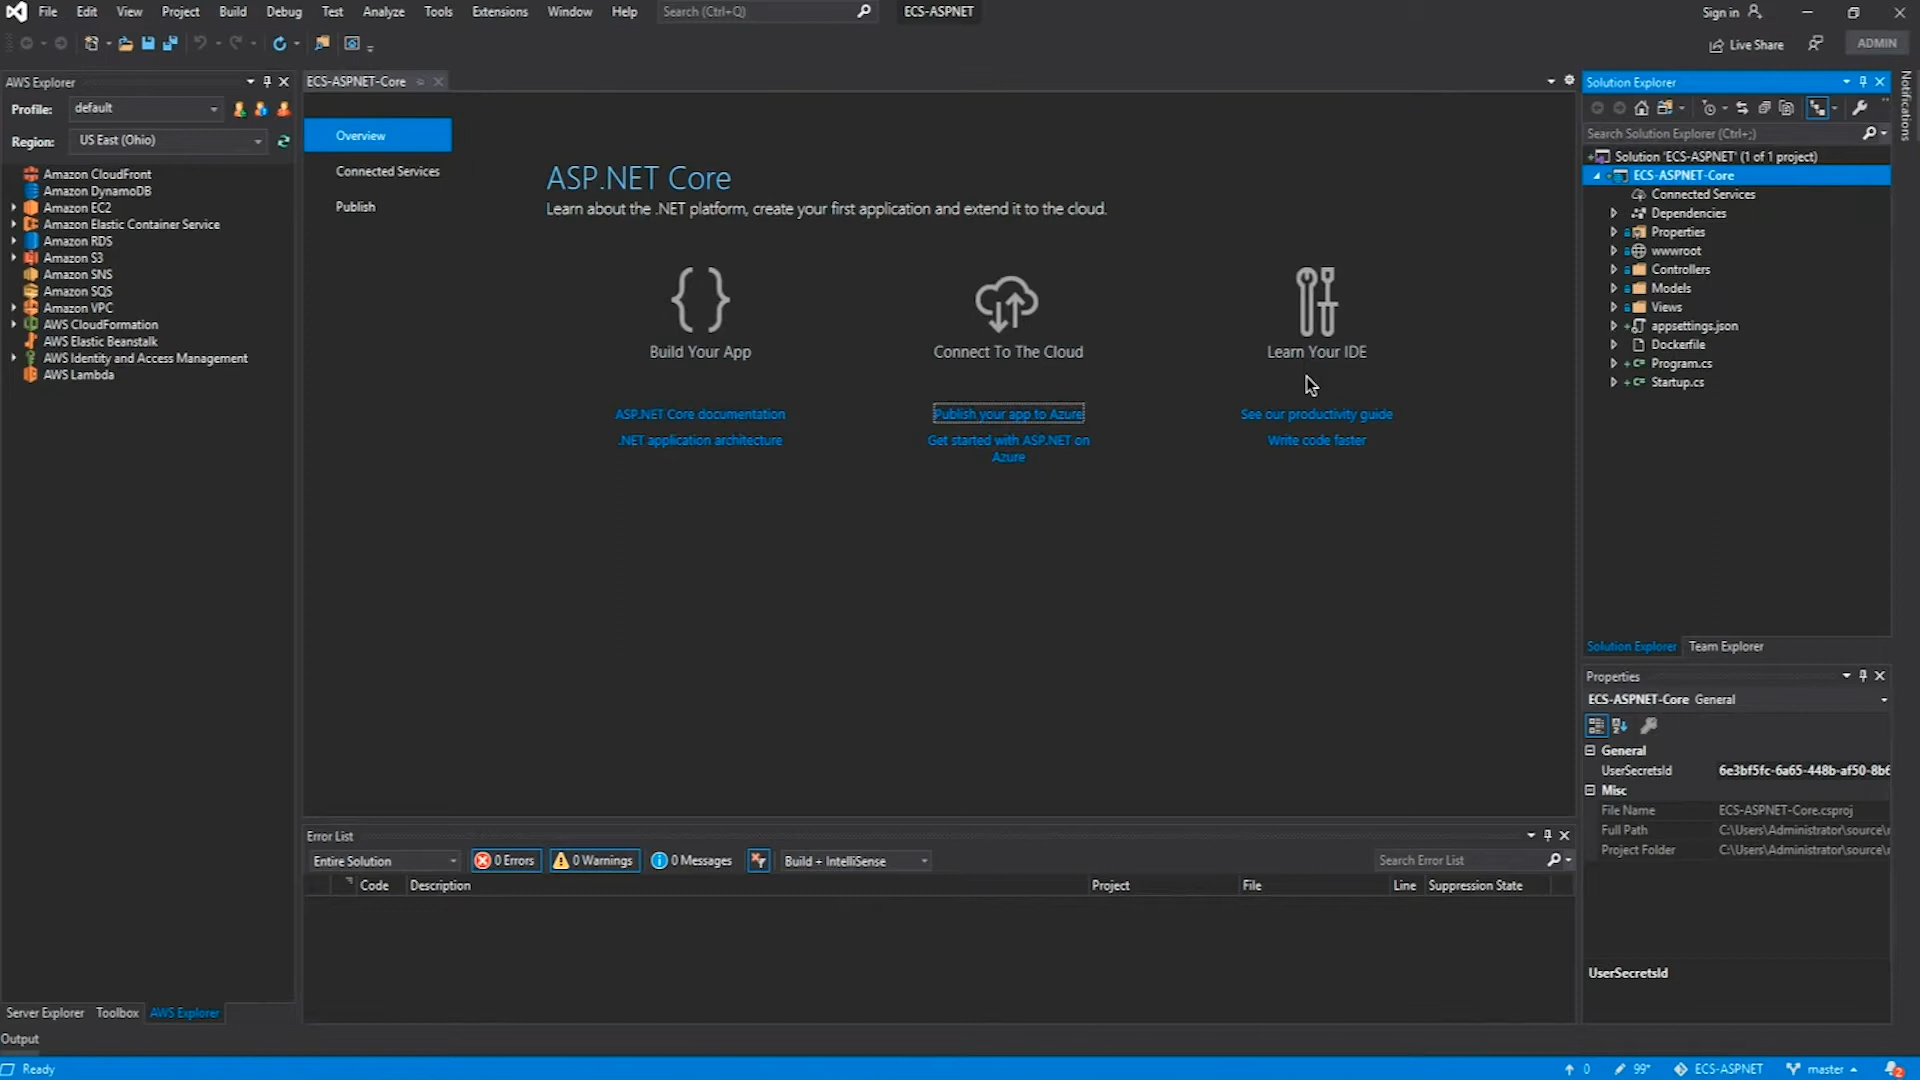 File Edit View Project Build Debug Test Analyze Tools Extensions Window Help Search (Ctrl+Q) ECS-ASPNET Sign in
Live Share ADMIN
AWS Explorer
Profile: default
Region: US East (Ohio)
Amazon CloudFront
Amazon DynamoDB
Amazon EC2
Amazon Elastic Container Service
Amazon RDS
Amazon S3
Amazon SNS
Amazon SQS
Amazon VPC
AWS CloudFormation
AWS Elastic Beanstalk
AWS Identity and Access Management
AWS Lambda
Server Explorer Toolbox AWS Explorer
Output
ECS-ASPNET-Core
Overview
Connected Services
Publish
ASP.NET Core
Learn about the .NET platform, create your first application and extend it to the cloud.
Build Your App
ASP.NET Core documentation
.NET application architecture
Connect To The Cloud
Publish your app to Azure
Get started with ASP.NET on
Azure
Learn Your IDE
See our productivity guide
Write code faster
Error List
Entire Solution 0 Errors 0 Warnings 0 Messages Build + IntelliSense Search Error List
Code Description Project File Line Suppression State
Solution Explorer
Search Solution Explorer (Ctrl+;)
Solution 'ECS-ASPNET' (1 of 1 project)
ECS-ASPNET-Core
Connected Services
Dependencies
Properties
wwwroot
Controllers
Models
Views
appsettings.json
Dockerfile
C# Program.cs
C# Startup.cs
Solution Explorer Team Explorer
Properties
ECS-ASPNET-Core General
General
UserSecretsId 6e3bf5fc-6a65-448b-af50-8b6
Misc
File Name ECS-ASPNET-Core.csproj
Full Path C:\Users\Administrator\source\r
Project Folder C:\Users\Administrator\source\r
UserSecretsId
Notifications
Ready 0 99+ ECS-ASPNET master 2